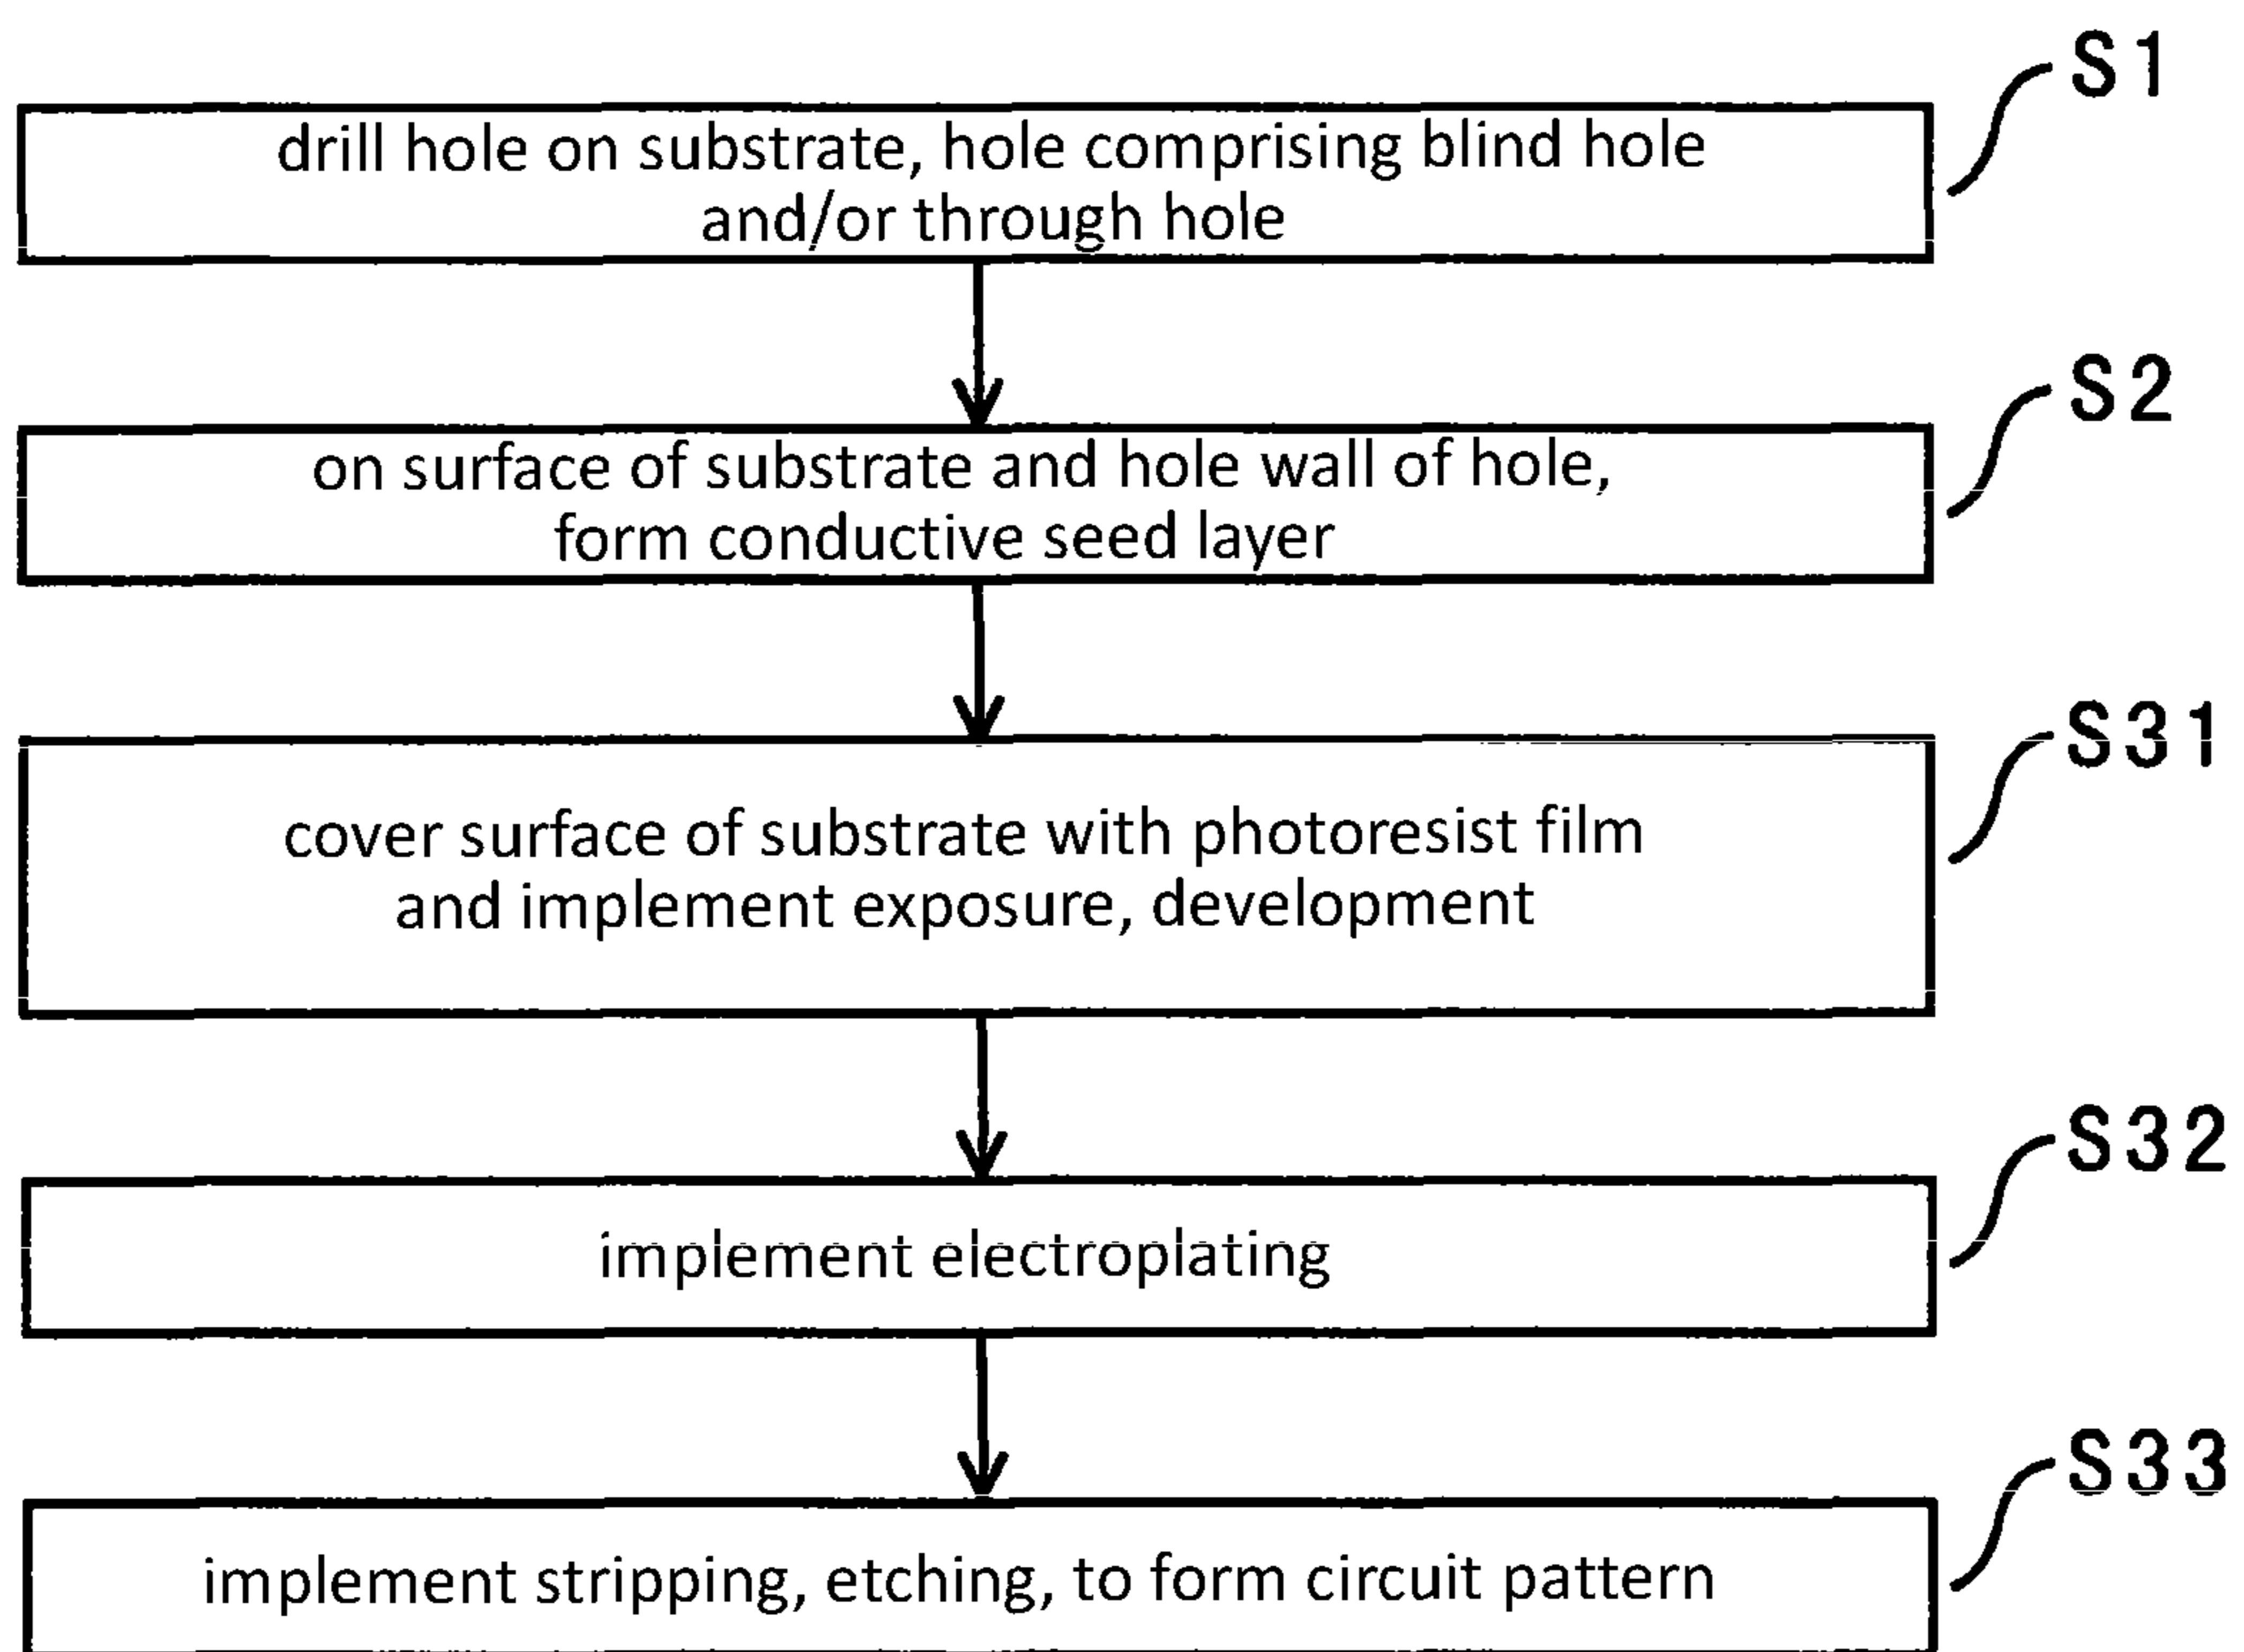 S1
drill hole on substrate, hole comprising blind hole
and/or through hole
S2
on surface of substrate and hole wall of hole,
form conductive seed layer
S31
cover surface of substrate with photoresist film
and implement exposure, development
S32
implement electroplating
S33
implement stripping, etching, to form circuit pattern